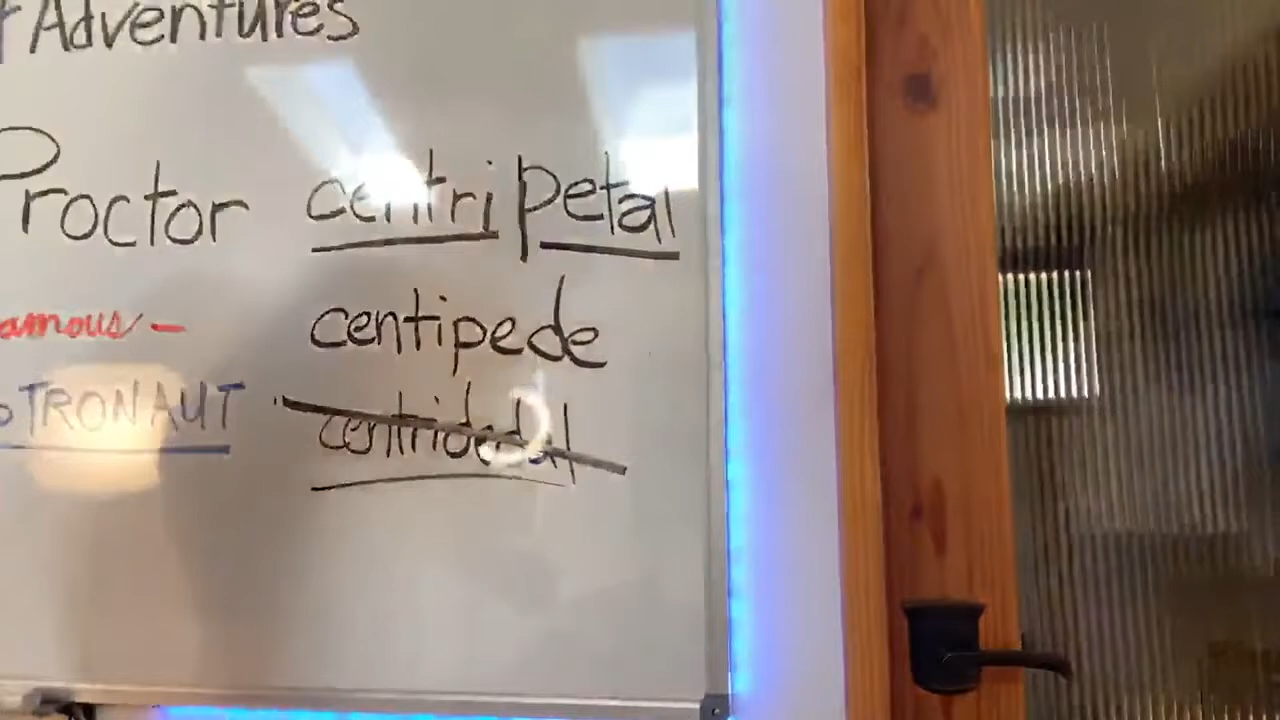 Adventures
Proctor centripetal
amous -
centipede
TRONAUT